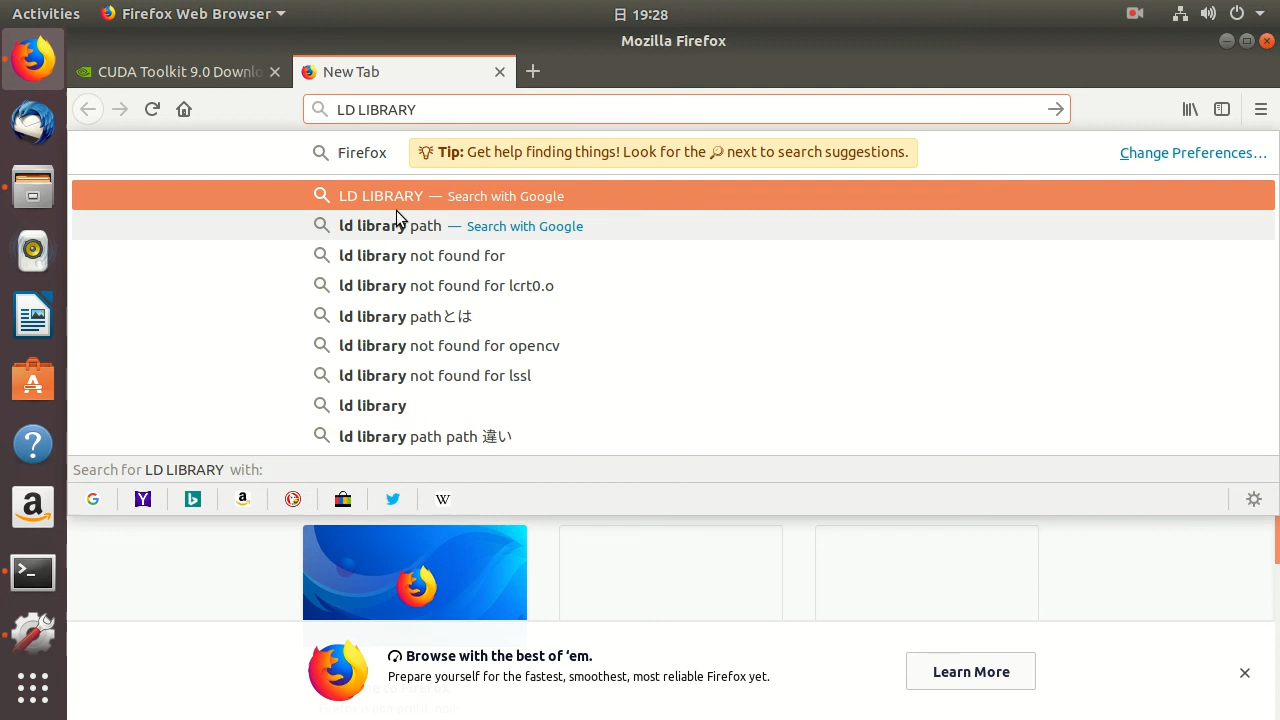 Activities Firefox Web Browser 日 19:28
Mozilla Firefox
CUDA Toolkit 9.0 Downlo New Tab
LD LIBRARY
Firefox Tip: Get help finding things! Look for the next to search suggestions. Change Preferences...
LD LIBRARY — Search with Google
ld library path — Search with Google
ld library not found for
ld library not found for lcrt0.o
ld library pathとは
ld library not found for opencv
ld library not found for lssl
ld library
ld library path path 違い
Search for LD LIBRARY with:
Browse with the best of ‘em.
Prepare yourself for the fastest, smoothest, most reliable Firefox yet.
Learn More